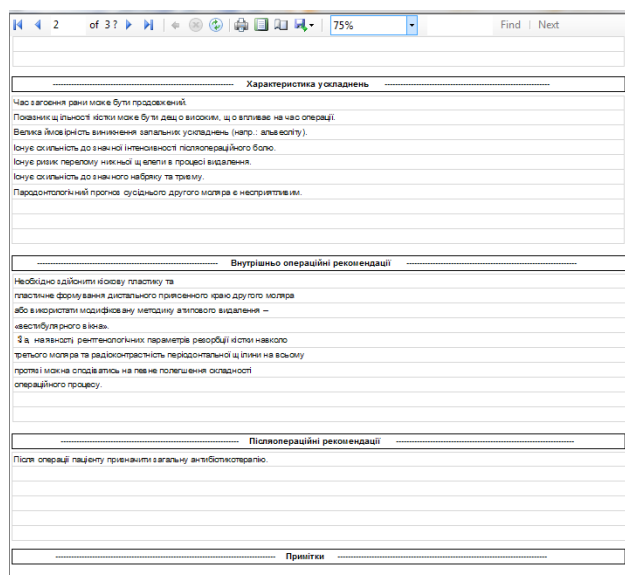 2 of 3 ? 75% Find | Next
Характеристика ускладнень
Час загоєння рани може бути продовжений.
Показник щільності кістки може бути дещо високим, що впливає на час операції.
Велика ймовірність виникнення запальних ускладнень (напр.: альвеоліту).
Існує схильність до значної інтенсивності післяопераційного болю.
Існує ризик перелому нижньої щелепи в процесі видалення.
Існує схильність до значного набряку та тризму.
Пародонтологічний прогноз сусіднього другого моляра є несприятливим.
Внутрішньо операційні рекомендації
Необхідно здійснити кіскову пластику та
пластичне формування дистального приясенного краю другого моляра
або використати модифіковану методику атипового видалення –
«вестибулярного вікна».
За наявності рентгенологічних параметрів резорбції кістки навколо
третього моляра та радіоконтрастність періодонтальної щілини на всьому
протязі можна сподіватись на певне полегшення складності
операційного процесу.
Післяопераційні рекомендації
Після операції пацієнту призначити загальну антибіотикотерапію.
Примітки